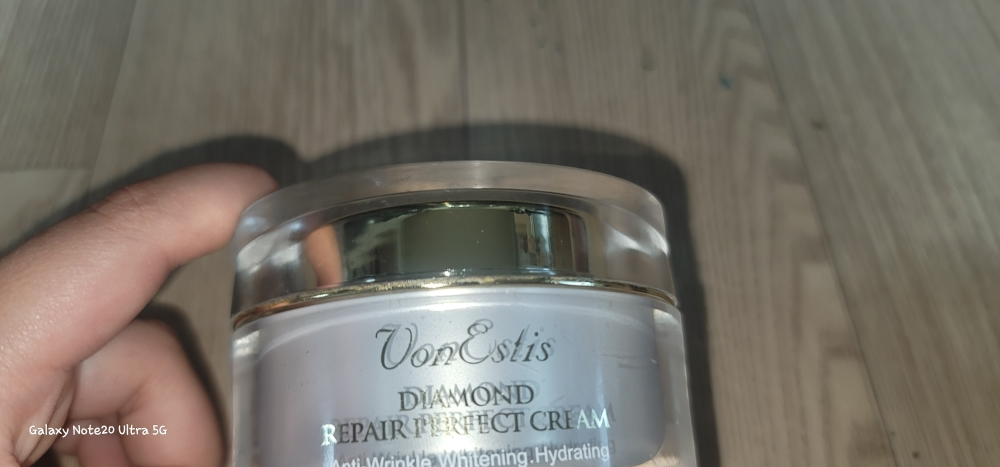 VonEstis
DIAMOND
REPAIR PERFECT CREAM
Anti-Wrinkle.Whitening.Hydrating
Galaxy Note20 Ultra 5G